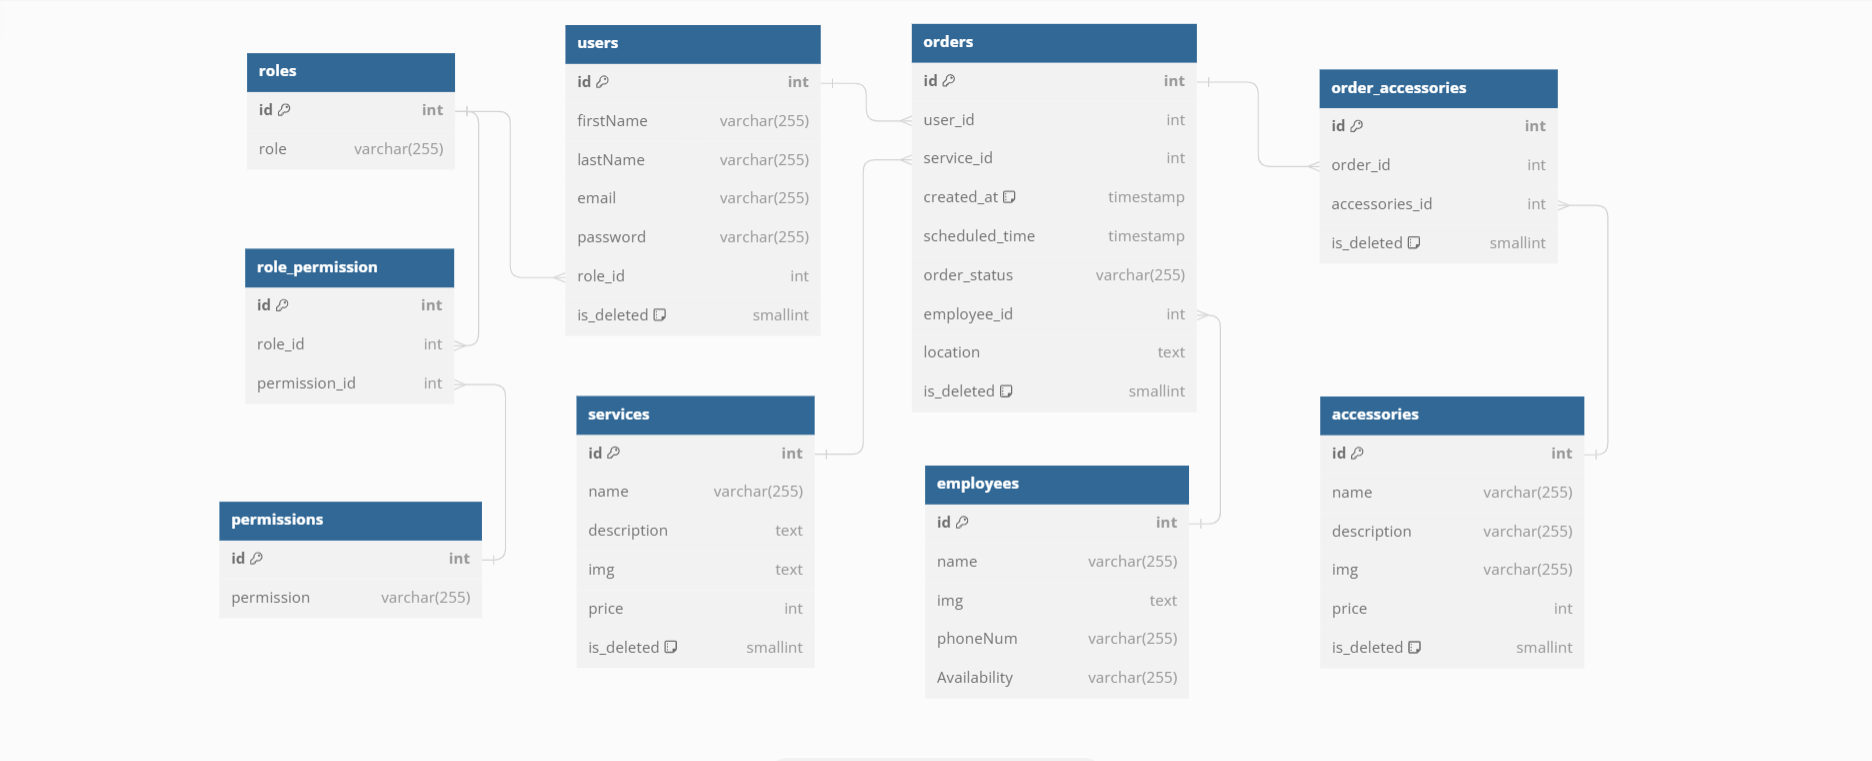 roles
id int
role varchar(255)
role_permission
id int
role_id int
permission_id int
permissions
id int
permission varchar(255)
users
id int
firstName varchar(255)
lastName varchar(255)
email varchar(255)
password varchar(255)
role_id int
is_deleted smallint
services
id int
name varchar(255)
description text
img text
price int
is_deleted smallint
orders
id int
user_id int
service_id int
created_at timestamp
scheduled_time timestamp
order_status varchar(255)
employee_id int
location text
is_deleted smallint
employees
id int
name varchar(255)
img text
phoneNum varchar(255)
Availability varchar(255)
order_accessories
id int
order_id int
accessories_id int
is_deleted smallint
accessories
id int
name varchar(255)
description varchar(255)
img varchar(255)
price int
is_deleted smallint